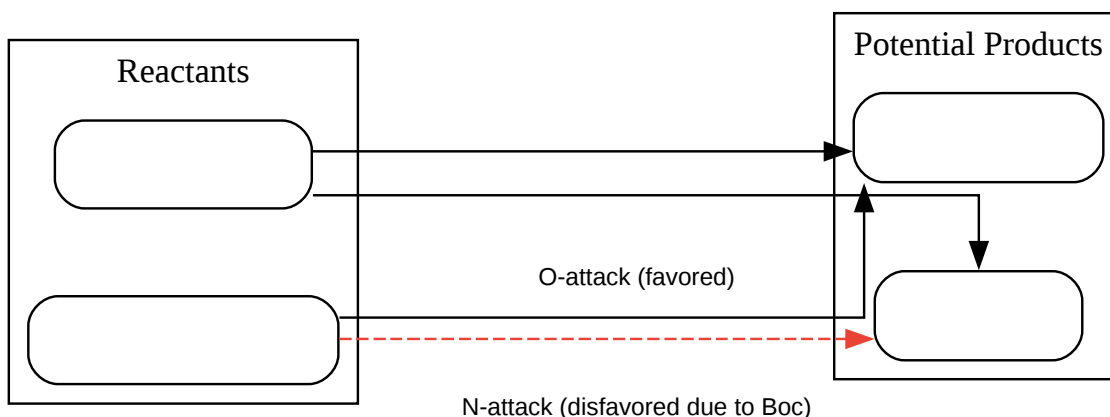 Reactants
Potential Products
O-attack (favored)
N-attack (disfavored due to Boc)